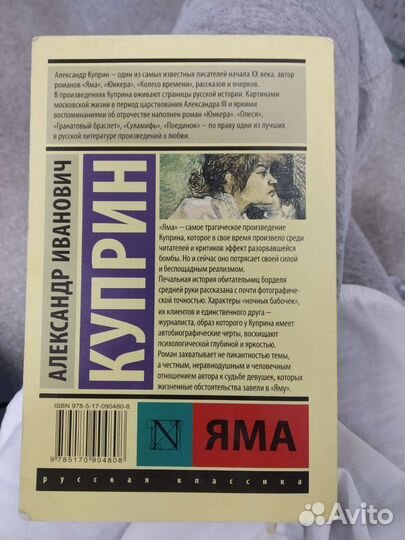 Александр Куприн – один из самых известных писателей начала XX века, автор
романов «Яма», «Юнкера», «Колесо времени», рассказов и очерков.
В произведениях Куприна оживают страницы русской истории. Картинами
московской жизни в период царствования Александра III и яркими
воспоминаниями об отрочестве наполнен роман «Юнкера». «Олеся»,
«Гранатовый браслет», «Суламифь», «Поединок» – по праву одни из лучших
в русской литературе произведений о любви.
АЛЕКСАНДР ИВАНОВИЧ
КУПРИН
«Яма» – самое трагическое произведение
Куприна, которое в свое время произвело среди
читателей и критиков эффект разорвавшейся
бомбы. Но и сейчас оно потрясает своей силой
и беспощадным реализмом.
Печальная история обитательниц борделя
средней руки рассказана с почти фотографиче-
ской точностью. Характеры «ночных бабочек»,
их клиентов и единственного друга –
журналиста, образ которого у Куприна имеет
автобиографические черты, восхищают
психологической глубиной и яркостью.
Роман захватывает не пикантностью темы,
а честным, неравнодушным и человечным
отношением автора к судьбе девушек, которых
жизненные обстоятельства завели в «Яму».
ISBN 978-5-17-090480-8
9 785170 904808
N
ЯМА
русская классика
Avito